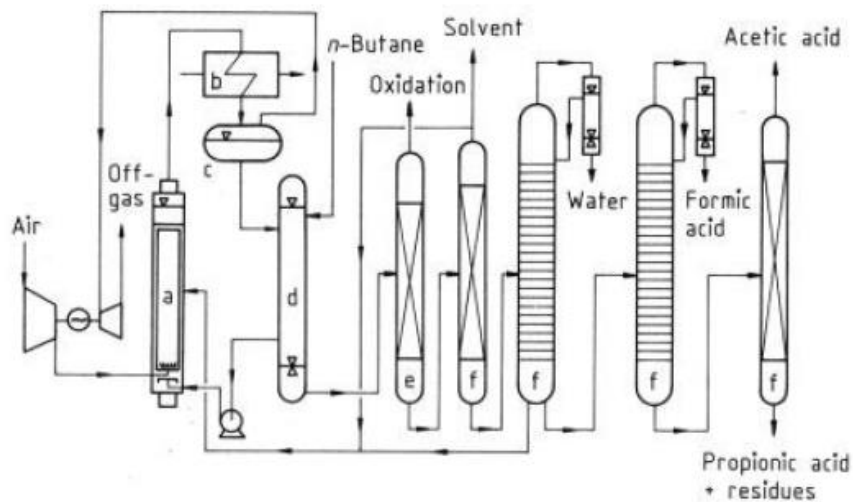 Solvent
n-Butane
Acetic acid
Oxidation
b
c
Off-
gas
Water
Formic
acid
Air
a
d
e
f
f
f
f
Propionic acid
+ residues